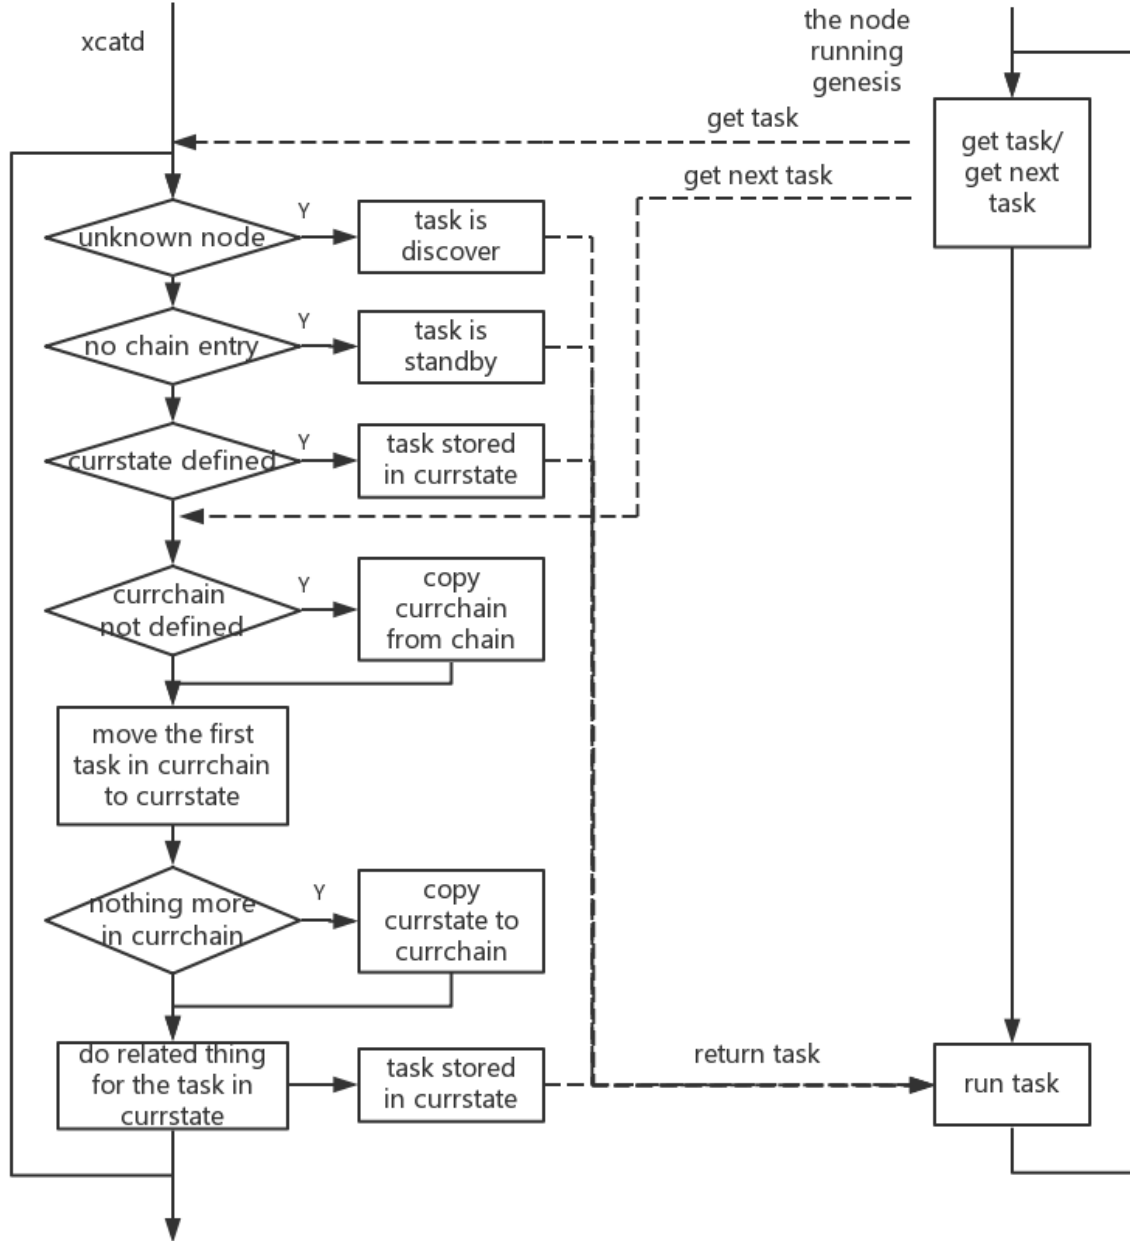 xcatd
the node
running
genesis
get task
get task/
get next
task
get next task
unknown node
Y
task is
discover
no chain entry
Y
task is
standby
currstate defined
Y
task stored
in currstate
currchain
not defined
Y
copy
currchain
from chain
move the first
task in currchain
to currstate
nothing more
in currchain
Y
copy
currstate to
currchain
do related thing
for the task in
currstate
task stored
in currstate
return task
run task